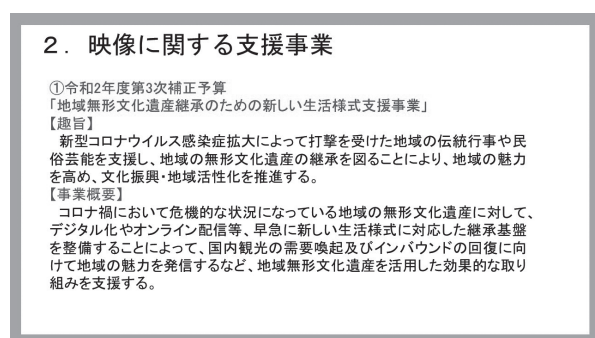 ２．映像に関する支援事業
①令和2年度第3次補正予算
「地域無形文化遺産継承のための新しい生活様式支援事業」
【趣旨】
新型コロナウイルス感染症拡大によって打撃を受けた地域の伝統行事や民
俗芸能を支援し、地域の無形文化遺産の継承を図ることにより、地域の魅力
を高め、文化振興・地域活性化を推進する。
【事業概要】
コロナ禍において危機的な状況になっている地域の無形文化遺産に対して、
デジタル化やオンライン配信等、早急に新しい生活様式に対応した継承基盤
を整備することによって、国内観光の需要喚起及びインバウンドの回復に向
けて地域の魅力を発信するなど、地域無形文化遺産を活用した効果的な取り
組みを支援する。